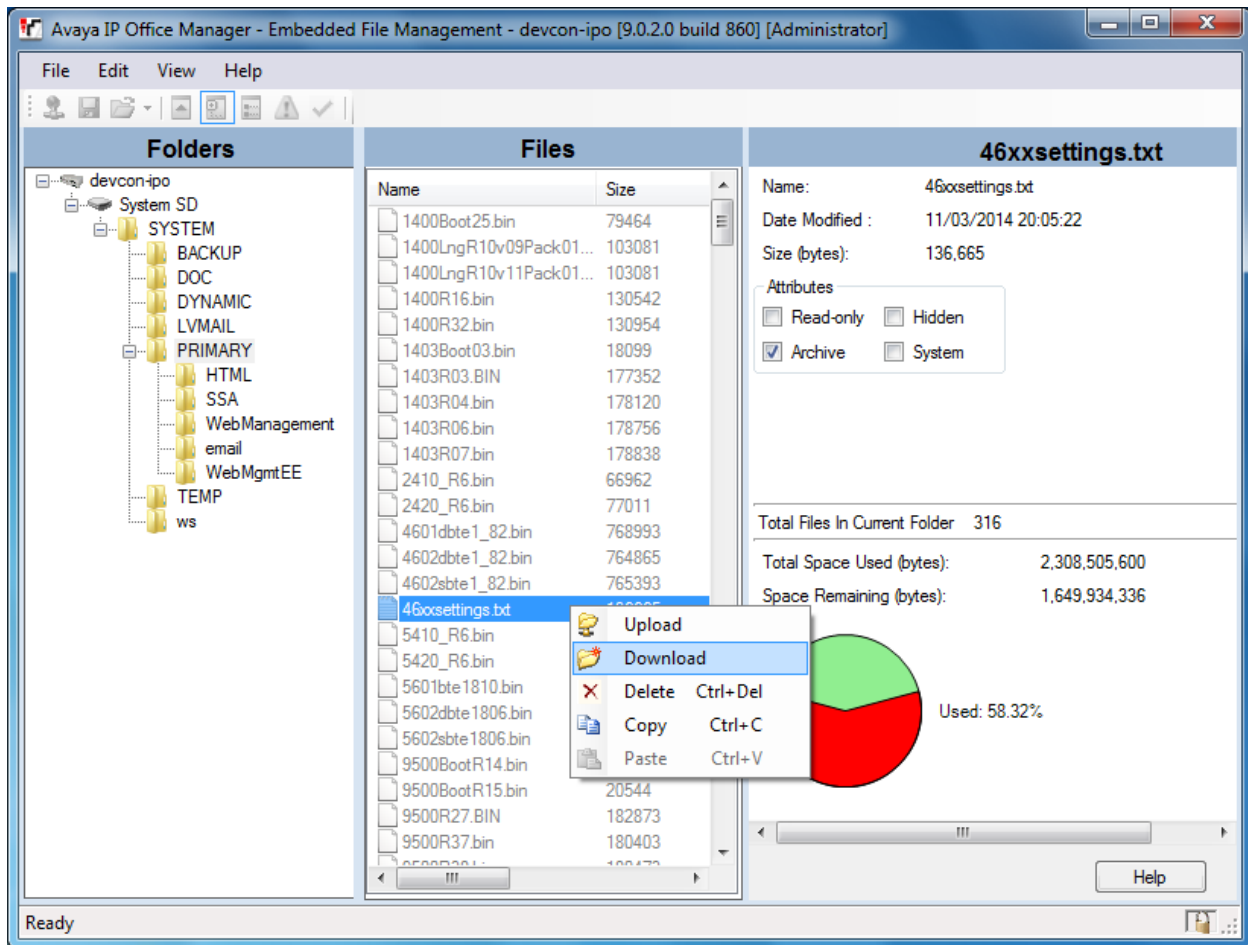 Avaya IP Office Manager - Embedded File Management - devcon-ipo [9.0.2.0 build 860] [Administrator]
File Edit View Help
Folders
devcon-ipo
System SD
SYSTEM
BACKUP
DOC
DYNAMIC
LVMAIL
PRIMARY
HTML
SSA
WebManagement
email
WebMgmtEE
TEMP
ws
Files
Name Size
1400Boot25.bin 79464
1400LngR10v09Pack01... 103081
1400LngR10v11Pack01... 103081
1400R16.bin 130542
1400R32.bin 130954
1403Boot03.bin 18099
1403R03.BIN 177352
1403R04.bin 178120
1403R06.bin 178756
1403R07.bin 178838
2410_R6.bin 66962
2420_R6.bin 77011
4601dbte1_82.bin 768993
4602dbte1_82.bin 764865
4602sbte1_82.bin 765393
46xxsettings.txt
5410_R6.bin
5420_R6.bin
5601bte1810.bin
5602dbte1806.bin
5602sbte1806.bin
9500BootR14.bin
9500BootR15.bin 20544
9500R27.BIN 182873
9500R37.bin 180403
Upload
Download
Delete Ctrl+Del
Copy Ctrl+C
Paste Ctrl+V
46xxsettings.txt
Name: 46xxsettings.txt
Date Modified : 11/03/2014 20:05:22
Size (bytes): 136,665
Attributes
Read-only Hidden
Archive System
Total Files In Current Folder 316
Total Space Used (bytes): 2,308,505,600
Space Remaining (bytes): 1,649,934,336
Used: 58.32%
Help
Ready